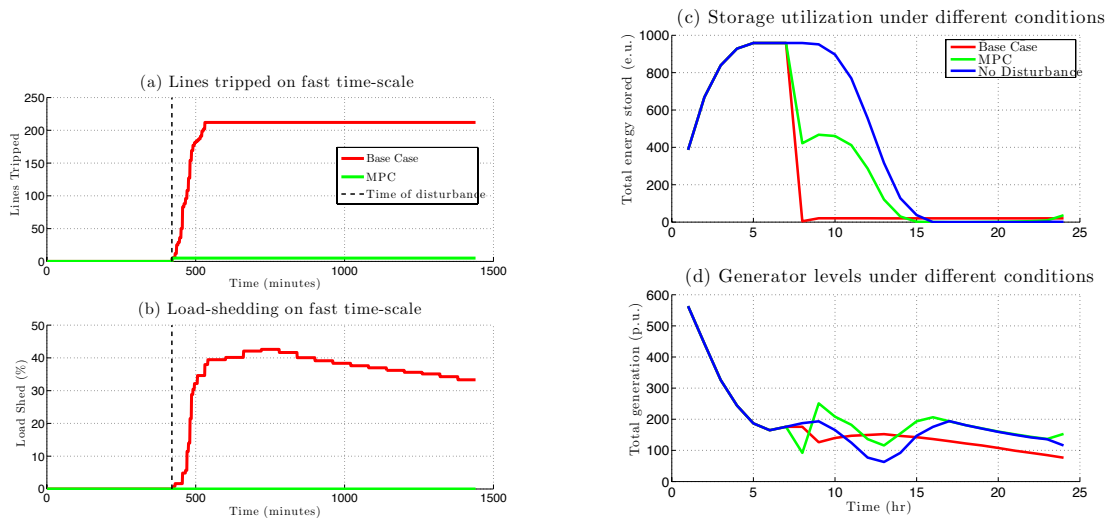 (a) Lines tripped on fast time-scale
Lines Tripped
250
200
150
100
50
0
0
500
1000
1500
Time (minutes)
Base Case
MPC
Time of disturbance
(b) Load-shedding on fast time-scale
Load Shed (%)
50
40
30
20
10
0
0
500
1000
1500
Time (minutes)
(c) Storage utilization under different conditions
Total energy stored (e.u.)
1000
800
600
400
200
0
0
5
10
15
20
25
Base Case
MPC
No Disturbance
(d) Generator levels under different conditions
Total generation (p.u.)
600
500
400
300
200
100
0
0
5
10
15
20
25
Time (hr)